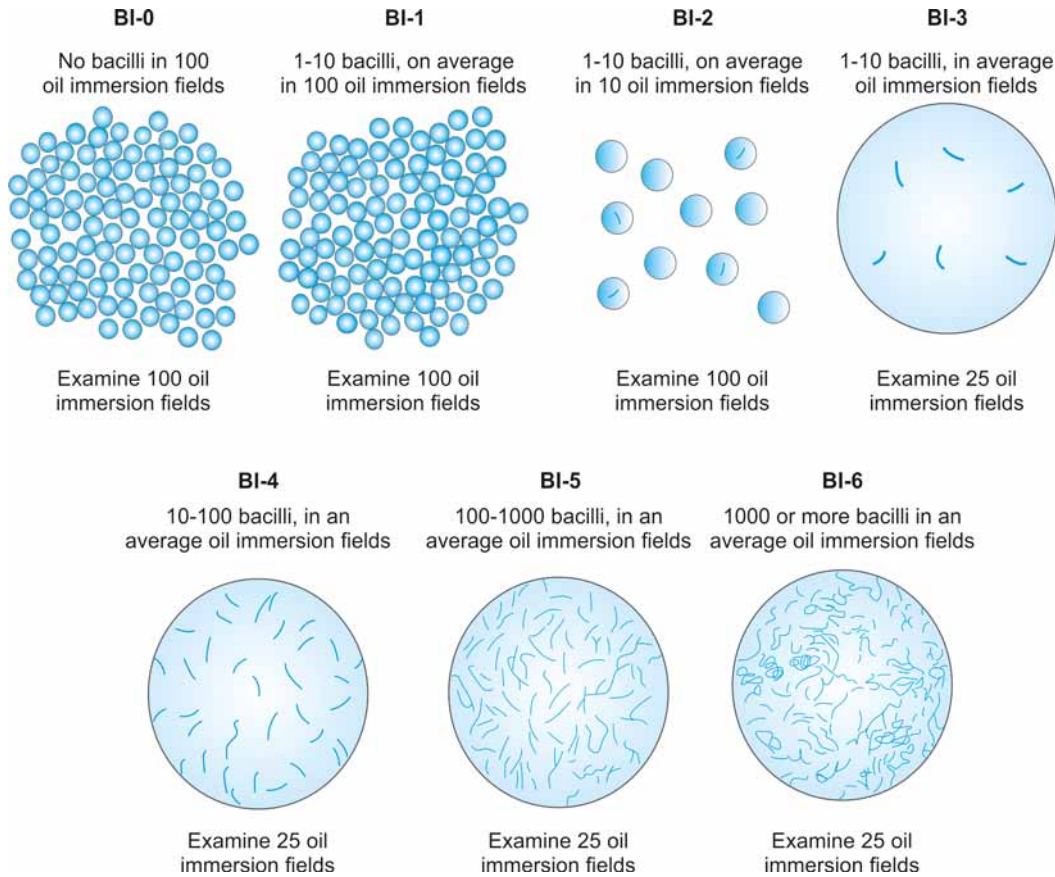 BI-0
No bacilli in 100
oil immersion fields
Examine 100 oil
immersion fields
BI-1
1-10 bacilli, on average
in 100 oil immersion fields
Examine 100 oil
immersion fields
BI-2
1-10 bacilli, on average
in 10 oil immersion fields
Examine 100 oil
immersion fields
BI-3
1-10 bacilli, in average
oil immersion fields
Examine 25 oil
immersion fields
BI-4
10-100 bacilli, in an
average oil immersion fields
Examine 25 oil
immersion fields
BI-5
100-1000 bacilli, in an
average oil immersion fields
Examine 25 oil
immersion fields
BI-6
1000 or more bacilli in an
average oil immersion fields
Examine 25 oil
immersion fields